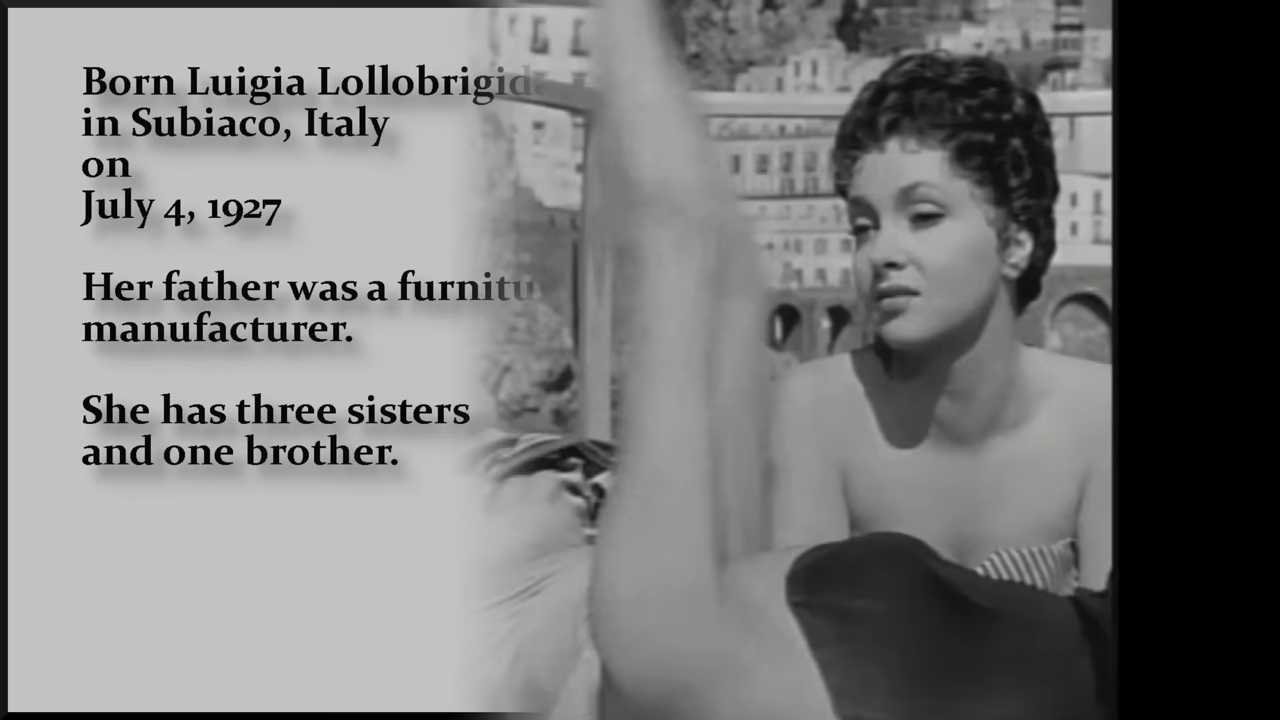 Born Luigia Lollobrigida
in Subiaco, Italy
on
July 4, 1927
Her father was a furnitu
manufacturer.
She has three sisters
and one brother.